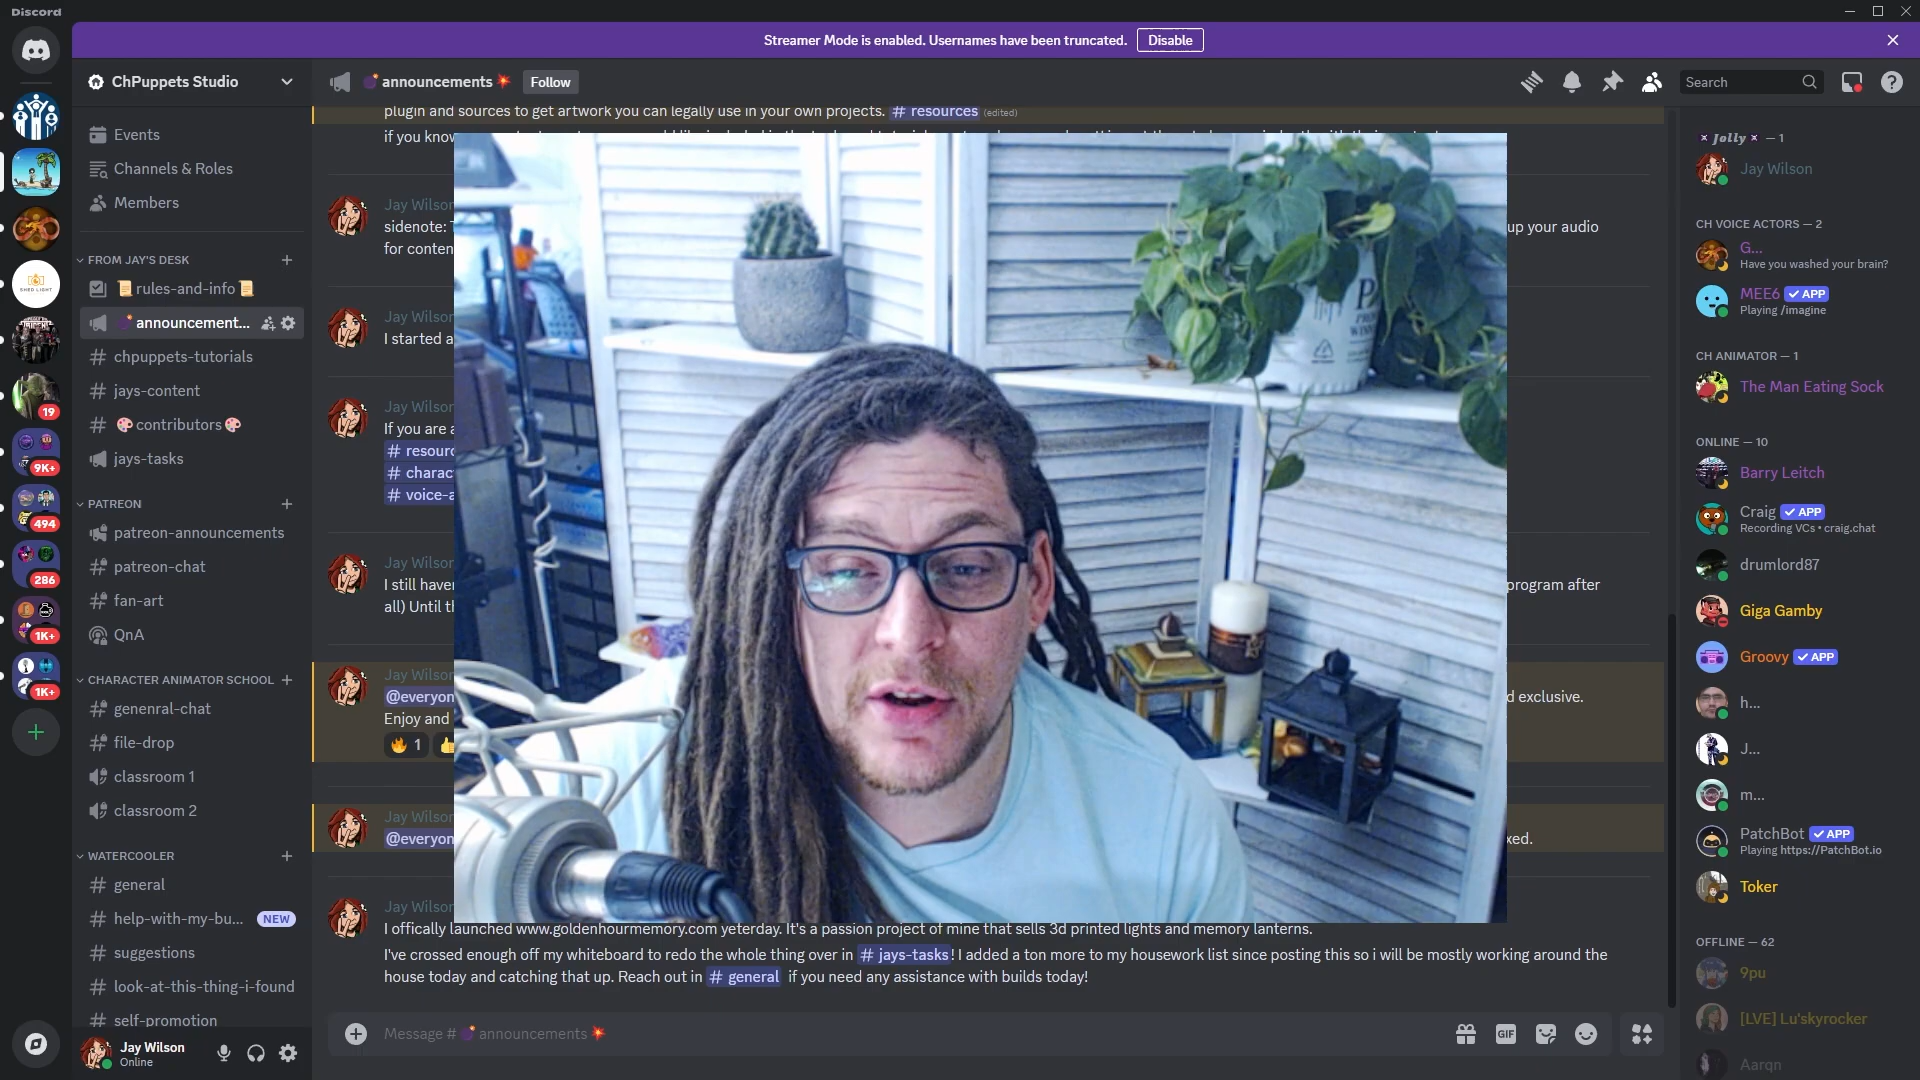 Discord
Streamer Mode is enabled. Usernames have been truncated.
Disable
ChPuppets Studio
announcements
Follow
Search
Events
Channels & Roles
Members
FROM JAY'S DESK
rules-and-info
announcement...
chpuppets-tutorials
jays-content
contributors
jays-tasks
PATREON
patreon-announcements
patreon-chat
fan-art
QnA
CHARACTER ANIMATOR SCHOOL
genenral-chat
file-drop
classroom 1
classroom 2
WATERCOOLER
general
help-with-my-bu...
NEW
suggestions
look-at-this-thing-i-found
self-promotion
Jay Wilson
Online
SHED LIGHT
19
9K+
494
286
1K+
1K+
plugin and sources to get artwork you can legally use in your own projects. # resources (edited)
if you know
Jay Wilson
sidenote:
up your audio
for conten
Jay Wilson
I started a
Jay Wilson
If you are a
# resour
# charac
# voice-a
Jay Wilson
I still haven
program after
all) Until th
Jay Wilson
@everyon
d exclusive.
Enjoy and
1
Jay Wilson
@everyon
xed.
Jay Wilson
I offically launched www.goldenhourmemory.com yeterday. It's a passion project of mine that sells 3d printed lights and memory lanterns.
I've crossed enough off my whiteboard to redo the whole thing over in # jays-tasks! I added a ton more to my housework list since posting this so i will be mostly working around the
house today and catching that up. Reach out in # general if you need any assistance with builds today!
Message # announcements
GIF
Jolly — 1
Jay Wilson
CH VOICE ACTORS — 2
G...
Have you washed your brain?
MEE6 APP
Playing /imagine
CH ANIMATOR — 1
The Man Eating Sock
ONLINE — 10
Barry Leitch
Craig APP
Recording VCs • craig.chat
drumlord87
Giga Gamby
Groovy APP
h...
J...
m...
PatchBot APP
Playing https://PatchBot.io
Toker
OFFLINE — 62
9pu
[LVE] Lu'skyrocker
Aarqn